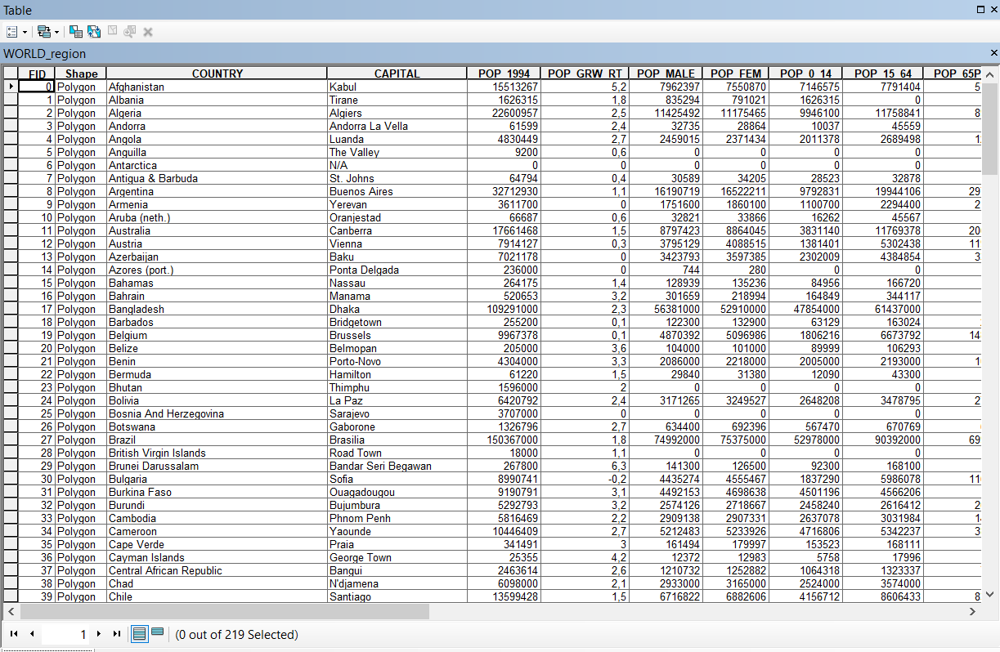 Table
WORLD_region
FID Shape COUNTRY CAPITAL POP_1994 POP_GRW_RT POP_MALE POP_FEM POP_0_14 POP_15_64 POP_65P
0 Polygon Afghanistan Kabul 15513267 5,2 7962397 7550870 7146575 7791404 5
1 Polygon Albania Tirane 1626315 1,8 835294 791021 1626315 0
2 Polygon Algeria Algiers 22600957 2,5 11425492 11175465 9946100 11758841 8
3 Polygon Andorra Andorra La Vella 61599 2,4 32735 28864 10037 45559
4 Polygon Angola Luanda 4830449 2,7 2459015 2371434 2011378 2689498 1
5 Polygon Anguilla The Valley 9200 0,6 0 0 0 0
6 Polygon Antarctica N/A 0 0 0 0 0 0
7 Polygon Antigua & Barbuda St. Johns 64794 0,4 30589 34205 28523 32878
8 Polygon Argentina Buenos Aires 32712930 1,1 16190719 16522211 9792831 19944106 29
9 Polygon Armenia Yerevan 3611700 0 1751600 1860100 1100700 2294400 2
10 Polygon Aruba (neth.) Oranjestad 66687 0,6 32821 33866 16262 45567
11 Polygon Australia Canberra 17661468 1,5 8797423 8864045 3831140 11769378 20
12 Polygon Austria Vienna 7914127 0,3 3795129 4088515 1381401 5302438 11
13 Polygon Azerbaijan Baku 7021178 0 3423793 3597385 2302009 4384854 3
14 Polygon Azores (port.) Ponta Delgada 236000 0 744 280 0 0
15 Polygon Bahamas Nassau 264175 1,4 128939 135236 84956 166720
16 Polygon Bahrain Manama 520653 3,2 301659 218994 164849 344117
17 Polygon Bangladesh Dhaka 109291000 2,3 56381000 52910000 47854000 61437000
18 Polygon Barbados Bridgetown 255200 0,1 122300 132900 63129 163024
19 Polygon Belgium Brussels 9967378 0,1 4870392 5096986 1806216 6673792 14
20 Polygon Belize Belmopan 205000 3,6 104000 101000 89999 106293
21 Polygon Benin Porto-Novo 4304000 3,3 2086000 2218000 2005000 2193000 1
22 Polygon Bermuda Hamilton 61220 1,5 29840 31380 12090 43300
23 Polygon Bhutan Thimphu 1596000 2 0 0 0 0
24 Polygon Bolivia La Paz 6420792 2,4 3171265 3249527 2648208 3478795 2
25 Polygon Bosnia And Herzegovina Sarajevo 3707000 0 0 0 0 0
26 Polygon Botswana Gaborone 1326796 2,7 634400 692396 567470 670769
27 Polygon Brazil Brasilia 150367000 1,8 74992000 75375000 52978000 90392000 69
28 Polygon British Virgin Islands Road Town 18000 1,1 0 0 0 0
29 Polygon Brunei Darussalam Bandar Seri Begawan 267800 6,3 141300 126500 92300 168100
30 Polygon Bulgaria Sofia 8990741 -0,2 4435274 4555467 1837290 5986078 11
31 Polygon Burkina Faso Ouagadougou 9190791 3,1 4492153 4698638 4501196 4566206
32 Polygon Burundi Bujumbura 5292793 3,2 2574126 2718667 2458240 2616412 2
33 Polygon Cambodia Phnom Penh 5816469 2,2 2909138 2907331 2637078 3031984 1
34 Polygon Cameroon Yaounde 10446409 2,7 5212483 5233926 4716806 5342237 3
35 Polygon Cape Verde Praia 341491 3 161494 179997 153523 168111
36 Polygon Cayman Islands George Town 25355 4,2 12372 12983 5758 17996
37 Polygon Central African Republic Bangui 2463614 2,6 1210732 1252882 1064318 1323337
38 Polygon Chad N'djamena 6098000 2,1 2933000 3165000 2524000 3574000
39 Polygon Chile Santiago 13599428 1,5 6716822 6882606 4156712 8606433 8
1 (0 out of 219 Selected)